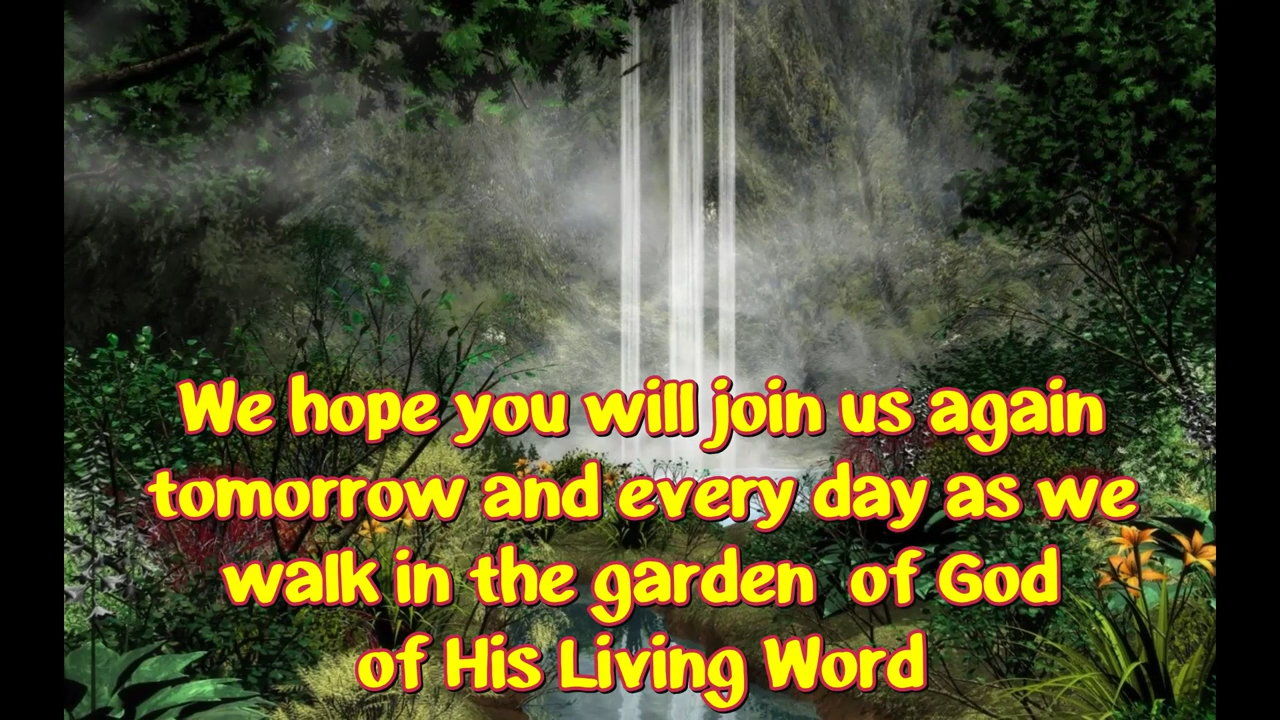 We hope you will join us again
tomorrow and every day as we
walk in the garden  of God
of His Living Word